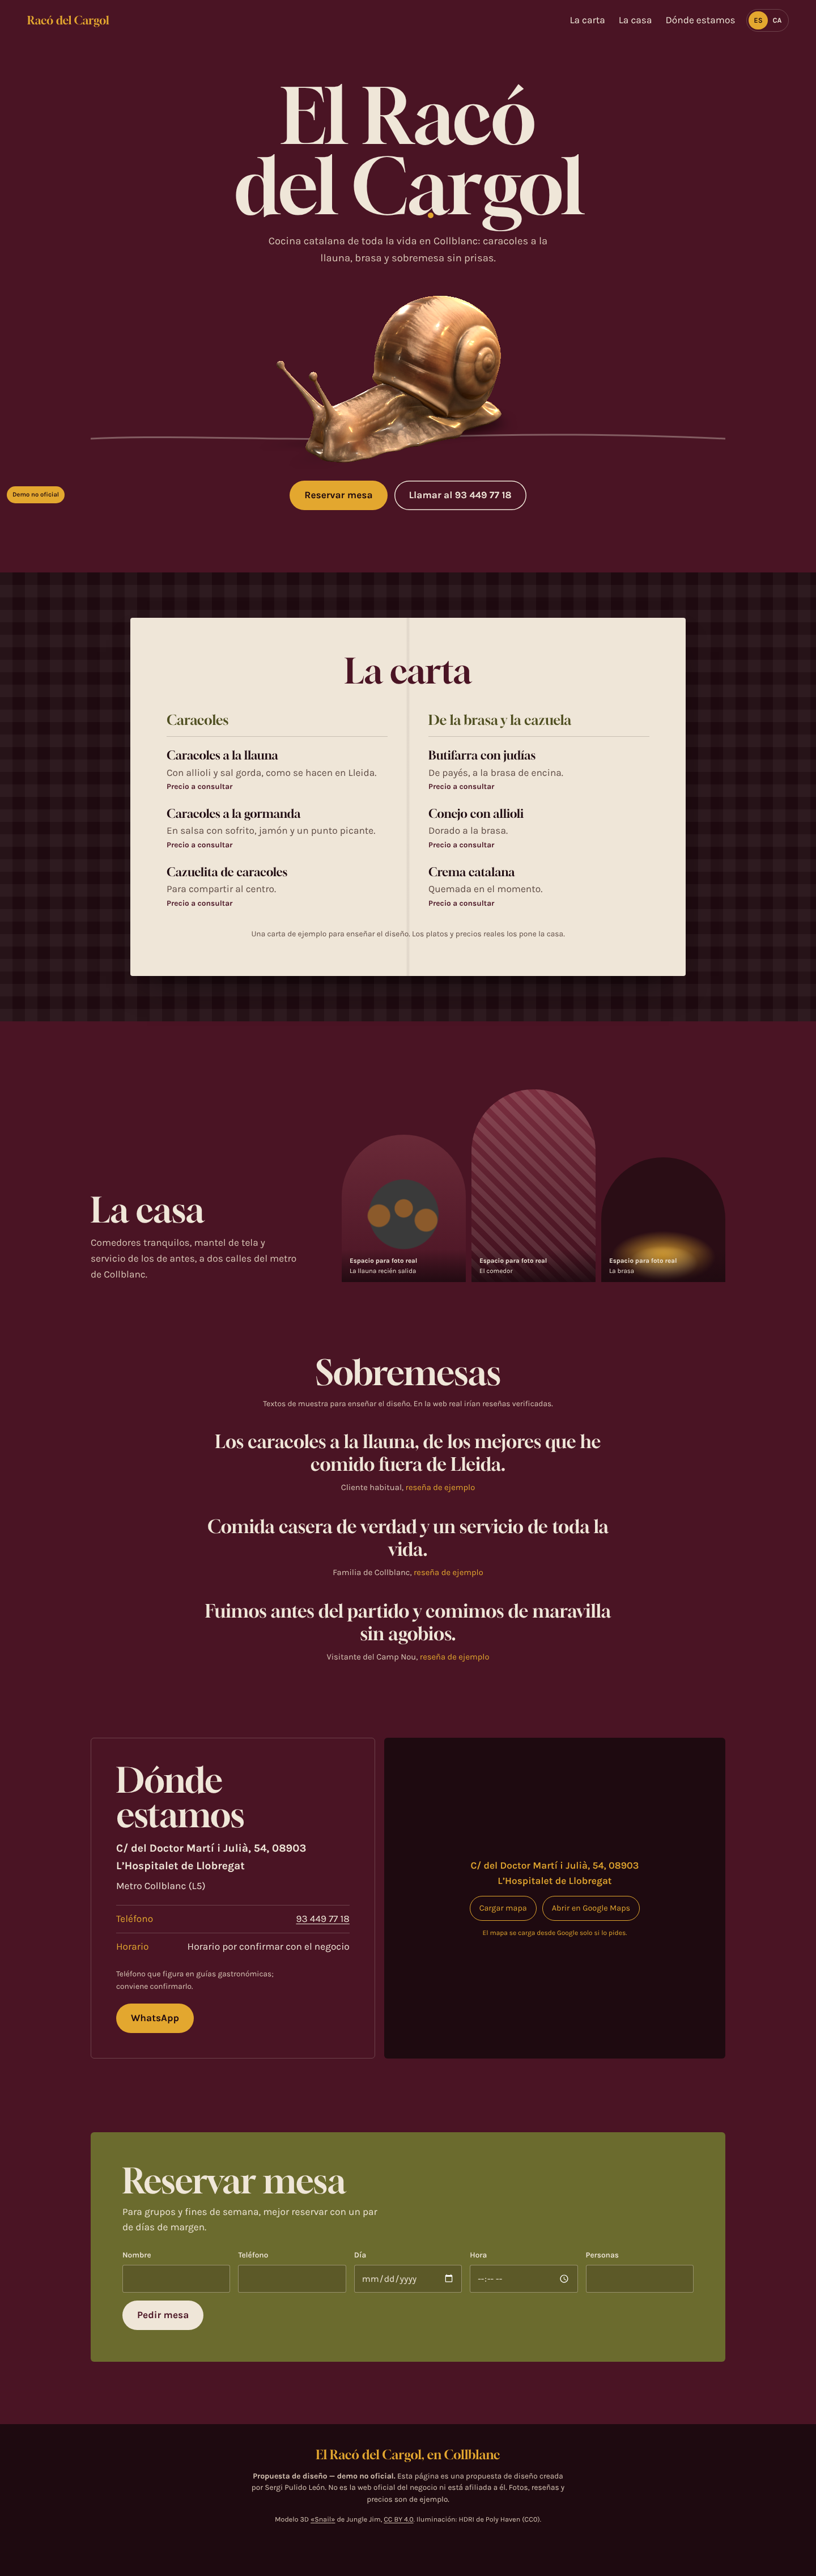 Racó del Cargol
La carta
La casa
Dónde estamos
ES
CA
El Racó
del Cargol
Cocina catalana de toda la vida en Collblanc: caracoles a la
llauna, brasa y sobremesa sin prisas.
Demo no oficial
Reservar mesa
Llamar al 93 449 77 18
La carta
Caracoles
Caracoles a la llauna
Con allioli y sal gorda, como se hacen en Lleida.
Precio a consultar
Caracoles a la gormanda
En salsa con sofrito, jamón y un punto picante.
Precio a consultar
Cazuelita de caracoles
Para compartir al centro.
Precio a consultar
De la brasa y la cazuela
Butifarra con judías
De payés, a la brasa de encina.
Precio a consultar
Conejo con allioli
Dorado a la brasa.
Precio a consultar
Crema catalana
Quemada en el momento.
Precio a consultar
Una carta de ejemplo para enseñar el diseño. Los platos y precios reales los pone la casa.
La casa
Comedores tranquilos, mantel de tela y
servicio de los de antes, a dos calles del metro
de Collblanc.
Espacio para foto real
La llauna recién salida
Espacio para foto real
El comedor
Espacio para foto real
La brasa
Sobremesas
Textos de muestra para enseñar el diseño. En la web real irían reseñas verificadas.
Los caracoles a la llauna, de los mejores que he
comido fuera de Lleida.
Cliente habitual, reseña de ejemplo
Comida casera de verdad y un servicio de toda la
vida.
Familia de Collblanc, reseña de ejemplo
Fuimos antes del partido y comimos de maravilla
sin agobios.
Visitante del Camp Nou, reseña de ejemplo
Dónde
estamos
C/ del Doctor Martí i Julià, 54, 08903
L'Hospitalet de Llobregat
Metro Collblanc (L5)
Teléfono 93 449 77 18
Horario Horario por confirmar con el negocio
Teléfono que figura en guías gastronómicas;
conviene confirmarlo.
WhatsApp
C/ del Doctor Martí i Julià, 54, 08903
L'Hospitalet de Llobregat
Cargar mapa
Abrir en Google Maps
El mapa se carga desde Google solo si lo pides.
Reservar mesa
Para grupos y fines de semana, mejor reservar con un par
de días de margen.
Nombre
Teléfono
Día
Hora
Personas
mm/dd/yyyy
--:-- --
Pedir mesa
El Racó del Cargol, en Collblanc
Propuesta de diseño — demo no oficial. Esta página es una propuesta de diseño creada
por Sergi Pulido León. No es la web oficial del negocio ni está afiliada a él. Fotos, reseñas y
precios son de ejemplo.
Modelo 3D «Snail» de Jungle Jim, CC BY 4.0. Iluminación: HDRI de Poly Haven (CC0).